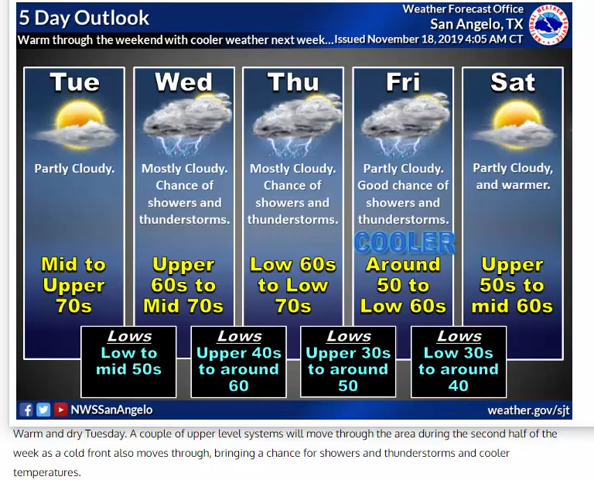 5 Day Outlook
Weather Forecast Office
San Angelo, TX
Warm through the weekend with cooler weather next week...Issued November 18, 2019 4:05 AM CT
Tue
Wed
Thu
Fri
Sat
Partly Cloudy.
Mostly Cloudy.
Chance of
showers and
thunderstorms.
Mostly Cloudy.
Chance of
showers and
thunderstorms.
Partly Cloudy.
Good chance of
showers and
thunderstorms.
Partly Cloudy,
and warmer.
COOLER
Mid to
Upper
70s
Upper
60s to
Mid 70s
Low 60s
to Low
70s
Around
50 to
Low 60s
Upper
50s to
mid 60s
Lows
Low to
mid 50s
Lows
Upper 40s
to around
60
Lows
Upper 30s
to around
50
Lows
Low 30s
to around
40
NWSSanAngelo
weather.gov/sjt
Warm and dry Tuesday. A couple of upper level systems will move through the area during the second half of the
week as a cold front also moves through, bringing a chance for showers and thunderstorms and cooler
temperatures.